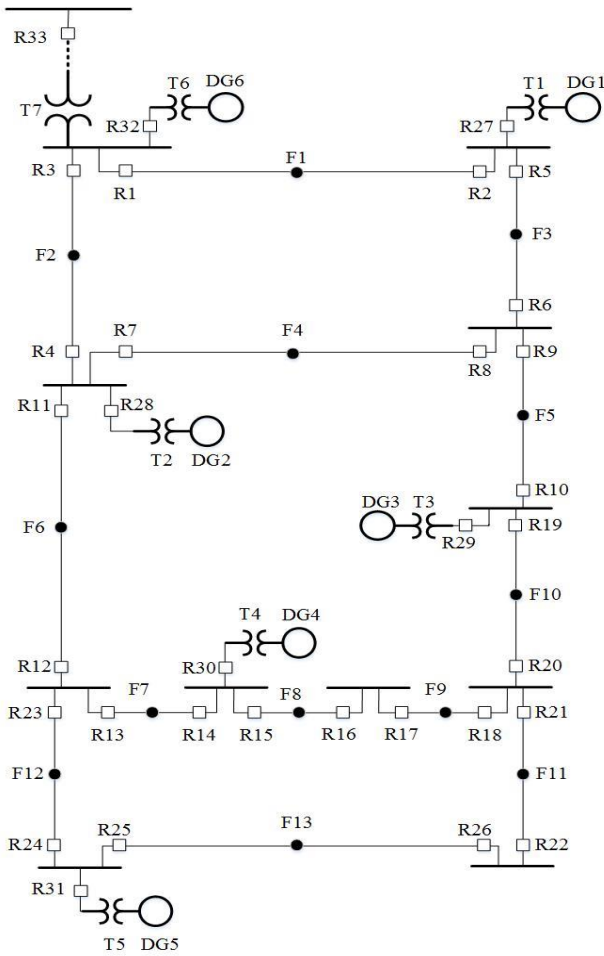 R33
T6 DG6
T1 DG1
T7
R32
R27
F1
R3
R1
R2
R5
F2
F3
R6
R7
F4
R4
R8
R9
R11
R28
F5
T2 DG2
R10
DG3 T3
R19
F6
R29
F10
T4 DG4
R12
R30
R20
F7
F8
F9
R23
R21
R13
R14
R15
R16
R17
R18
F12
F11
R25
F13
R26
R24
R22
R31
T5 DG5